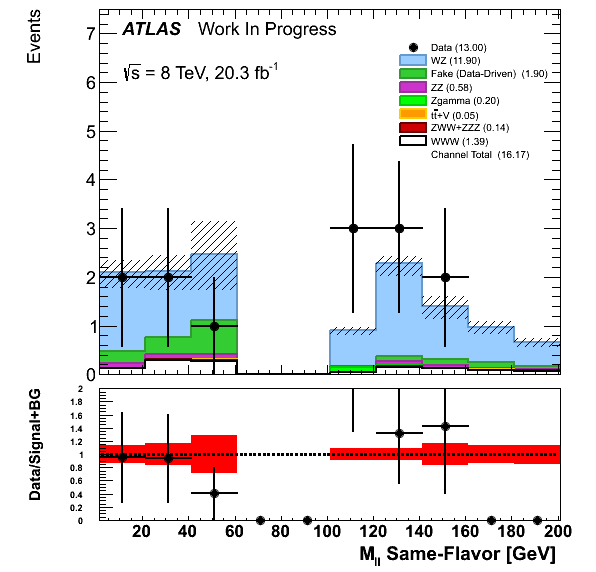 Events
ATLAS Work In Progress
√s = 8 TeV, 20.3 fb-1
Data (13.00)
WZ (11.90)
Fake (Data-Driven) (1.90)
ZZ (0.58)
Zgamma (0.20)
tt̄+V (0.05)
ZWW+ZZZ (0.14)
WWW (1.39)
Channel Total (16.17)
7
6
5
4
3
2
1
0
Data/Signal+BG
2
1.8
1.6
1.4
1.2
1
0.8
0.6
0.4
0.2
0
20 40 60 80 100 120 140 160 180 200
Mll Same-Flavor [GeV]